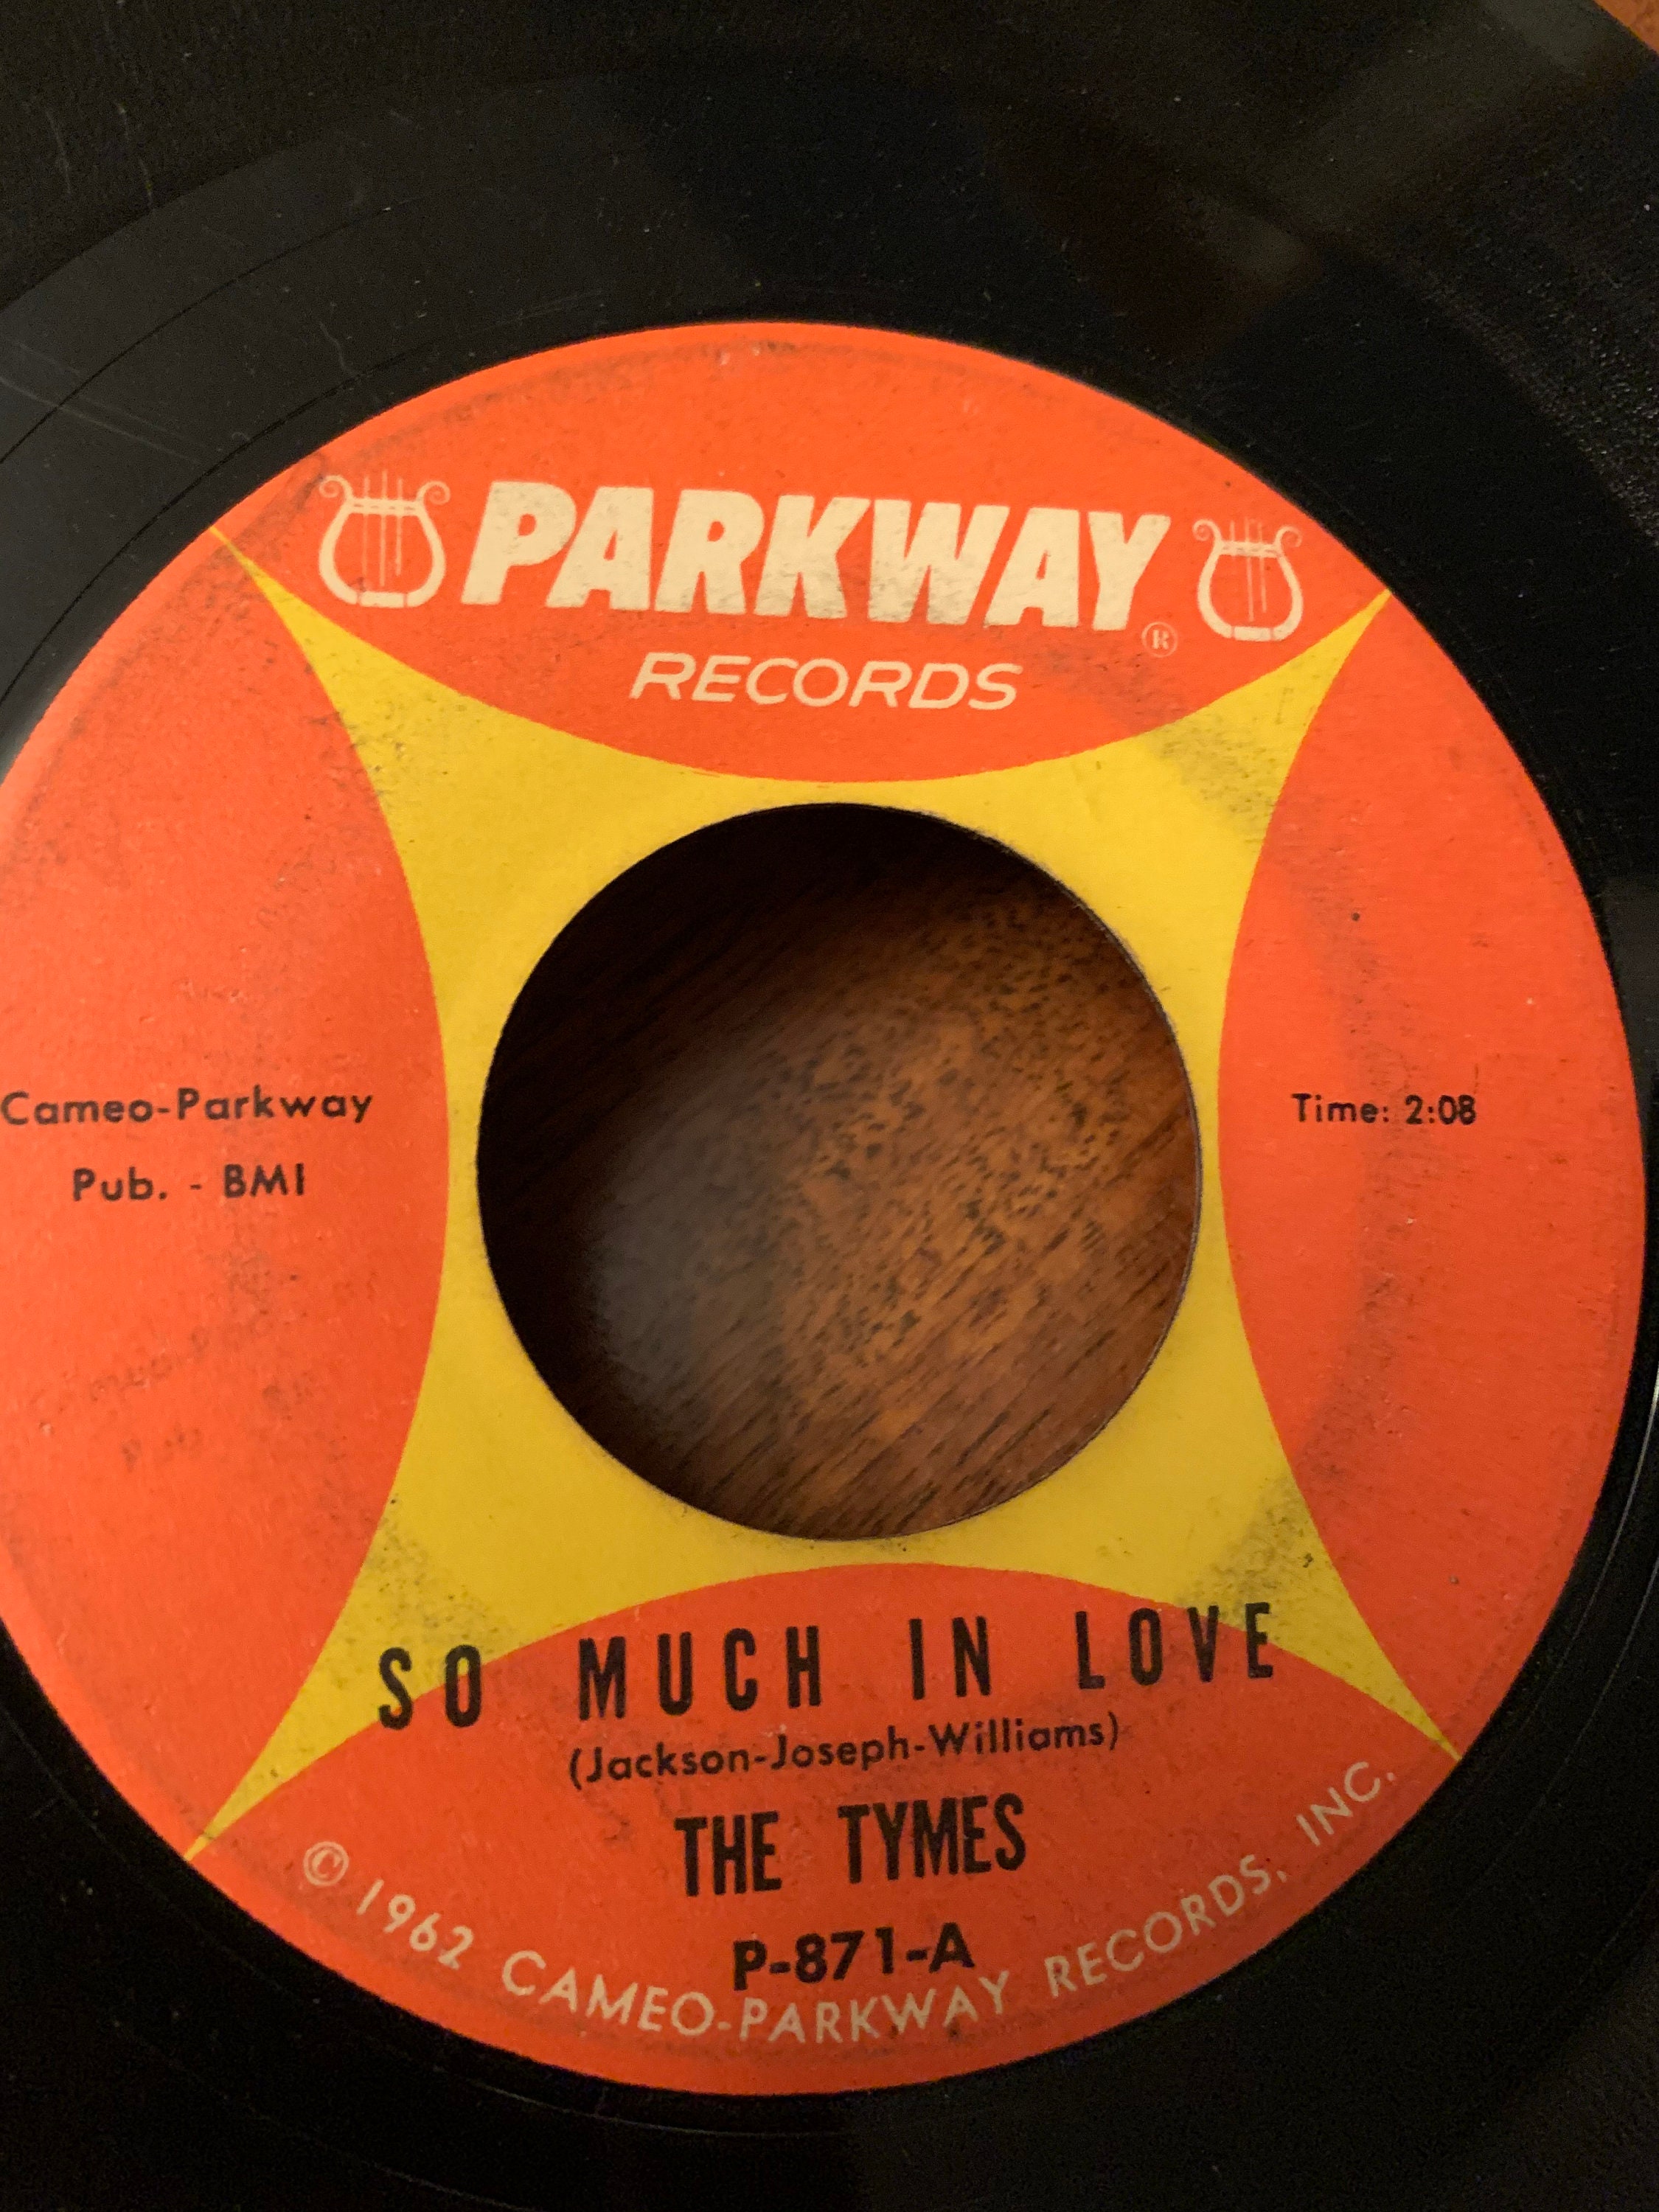 PARKWAY®
RECORDS
Cameo-Parkway
Pub. - BMI
Time: 2:08
SO MUCH IN LOVE
(Jackson-Joseph-Williams)
THE TYMES
P-871-A
© 1962 CAMEO-PARKWAY RECORDS, INC.